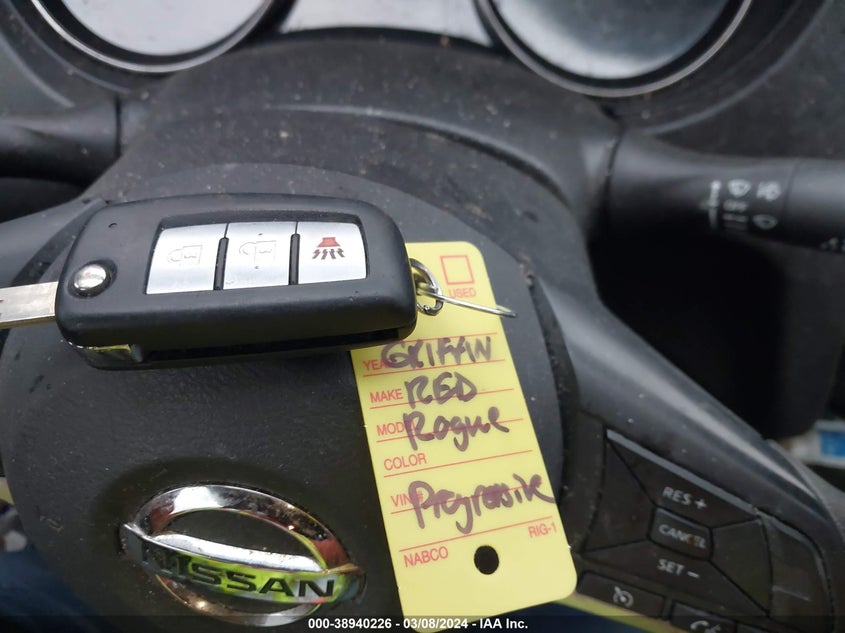 USED
YEAR GRIFFIN
MAKE RED
MOD Rogue
COLOR
VIN# Progressive
NABCO RIG-1
NISSAN
RES +
CANCEL
SET −
000-38940226 - 03/08/2024 - IAA Inc.